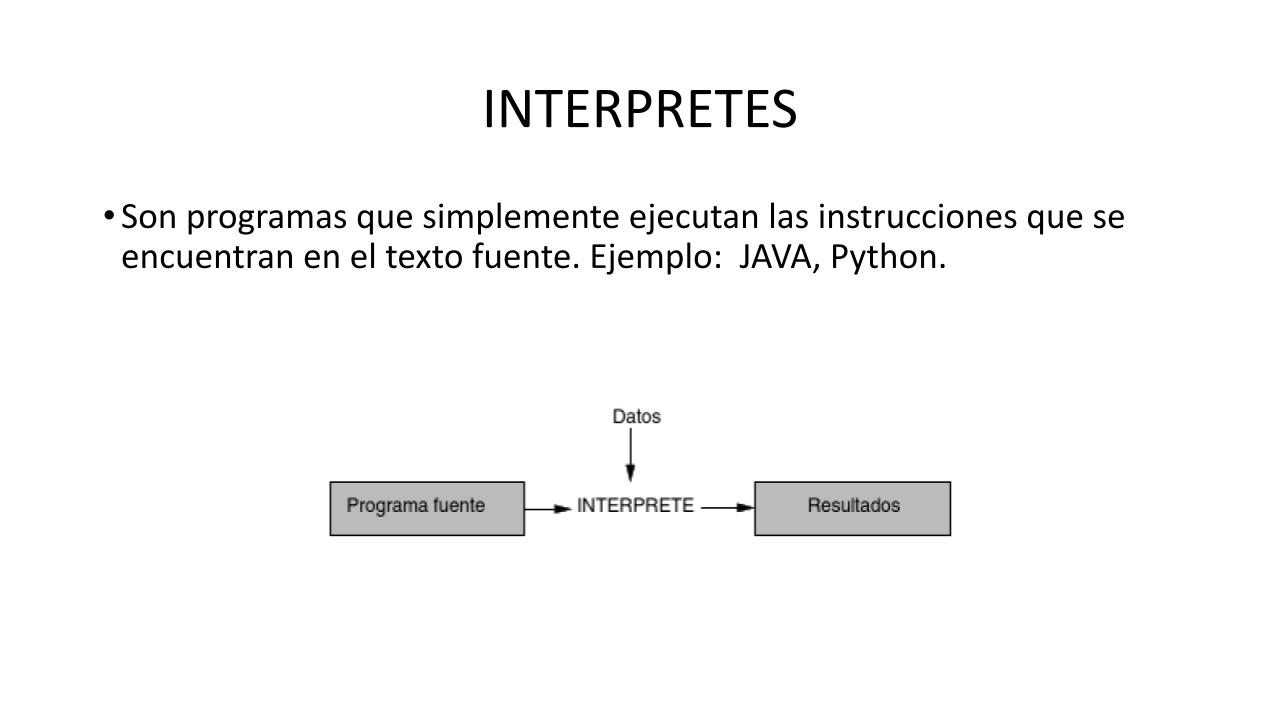 INTERPRETES
• Son programas que simplemente ejecutan las instrucciones que se
encuentran en el texto fuente. Ejemplo:  JAVA, Python.
Datos
Programa fuente
INTERPRETE
Resultados